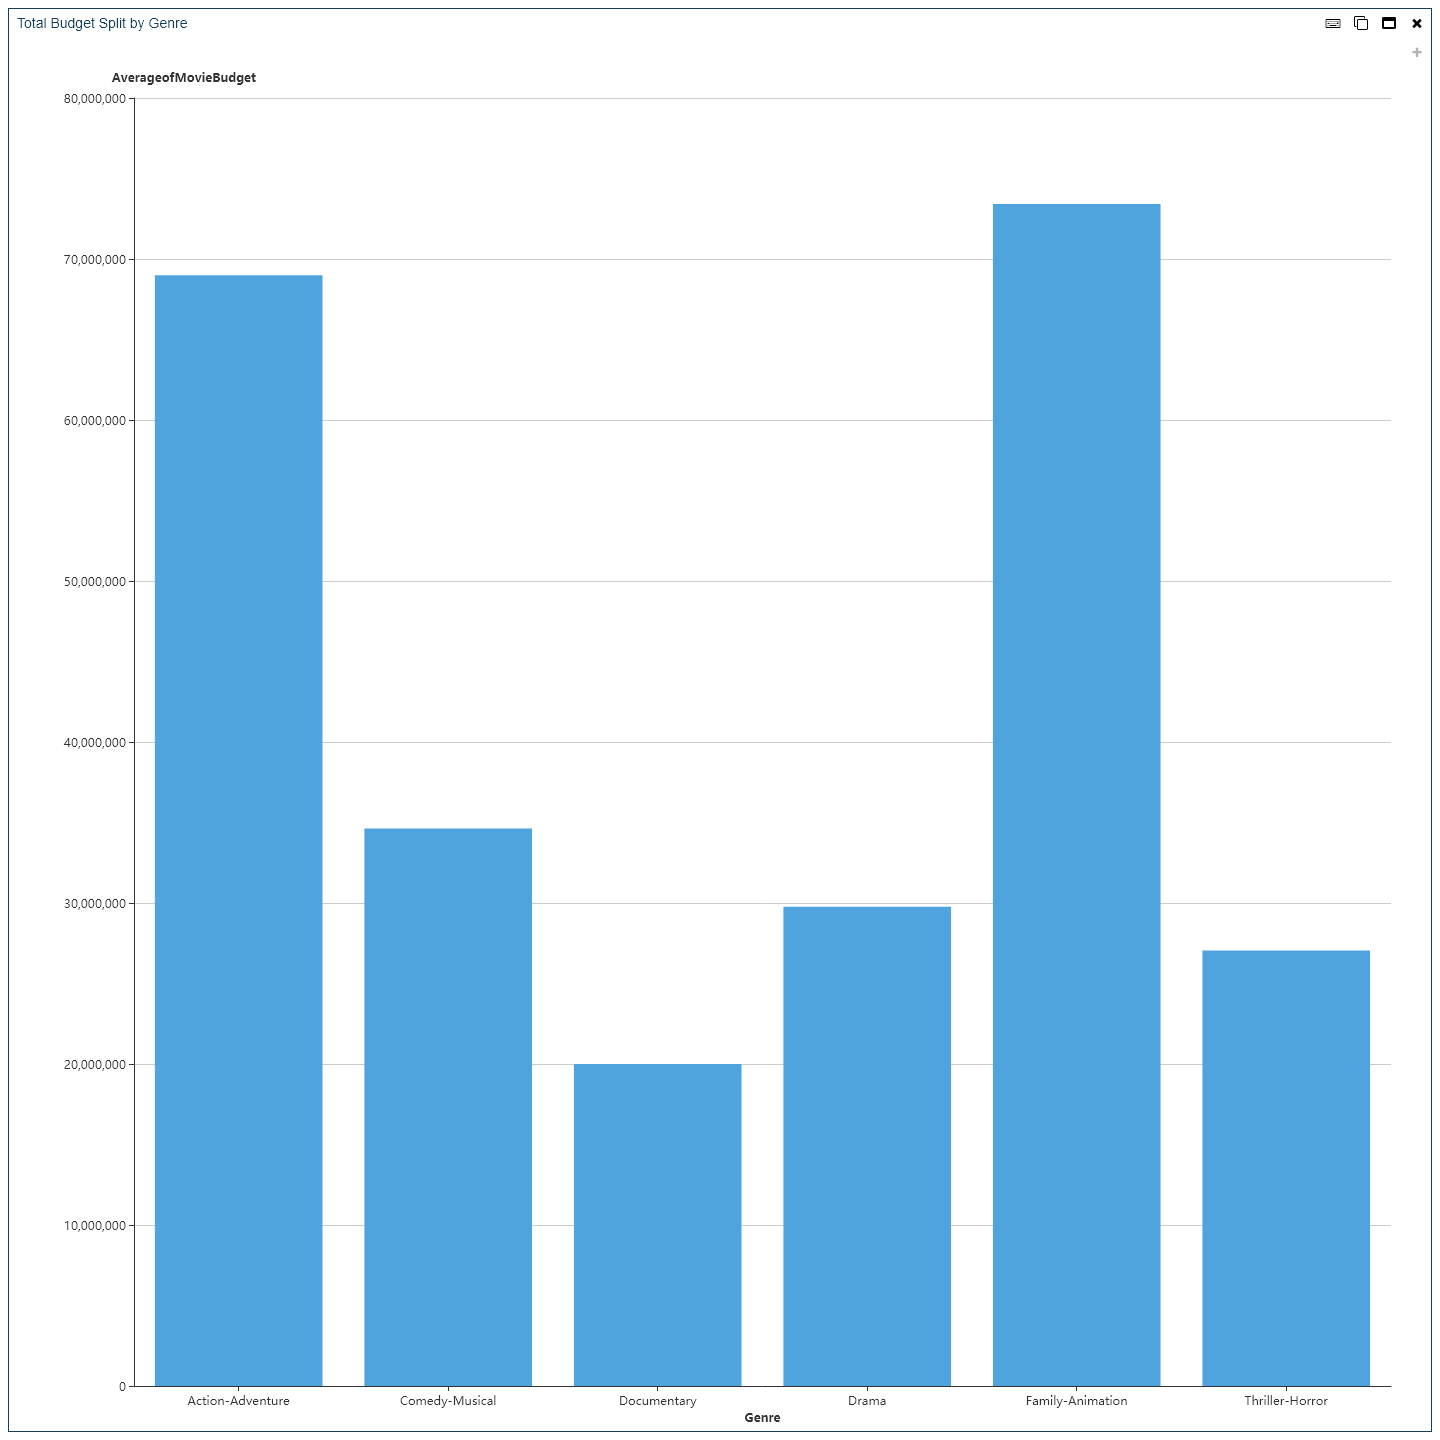 Total Budget Split by Genre
AverageofMovieBudget
80,000,000
70,000,000
60,000,000
50,000,000
40,000,000
30,000,000
20,000,000
10,000,000
0
Action-Adventure
Comedy-Musical
Documentary
Drama
Family-Animation
Thriller-Horror
Genre